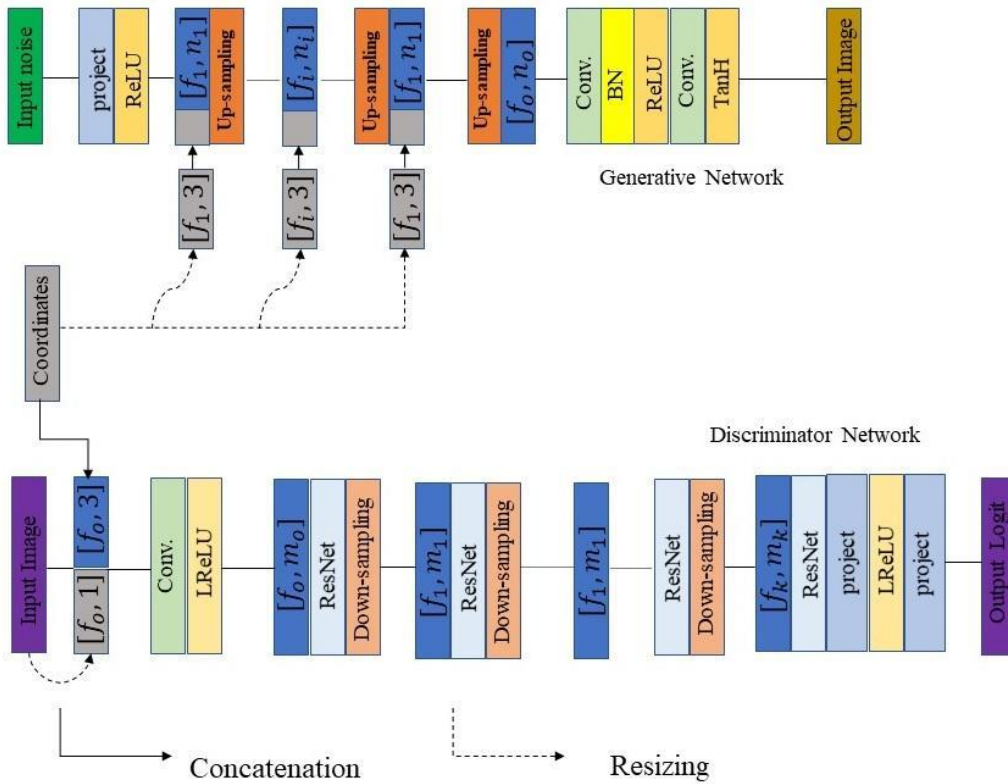 Input noise
project
ReLU
[f₁, n₁]
Up-sampling
[fᵢ, nᵢ]
Up-sampling
[f₁, n₁]
Up-sampling
[fₒ, nₒ]
Conv.
BN
ReLU
Conv.
TanH
Output Image
Generative Network
[f₁, 3]
[fᵢ, 3]
[f₁, 3]
Coordinates
Discriminator Network
Input Image
[fₒ, 3]
[fₒ, 1]
Conv.
LReLU
[fₒ, mₒ]
ResNet
Down-sampling
[f₁, m₁]
ResNet
Down-sampling
[f₁, m₁]
ResNet
Down-sampling
[fₖ, mₖ]
ResNet
project
LReLU
project
Output Logit
Concatenation
Resizing